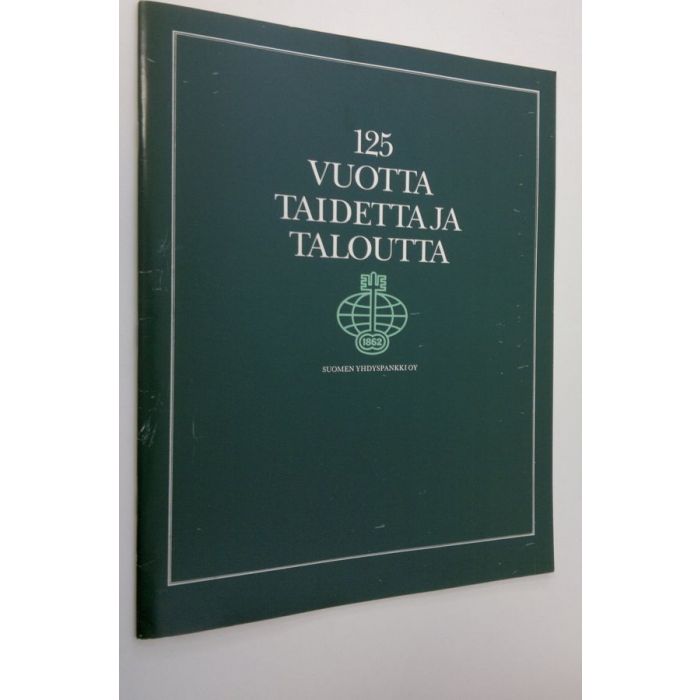 125
VUOTTA
TAIDETTA JA
TALOUTTA
1862
SUOMEN YHDYSPANKKI OY